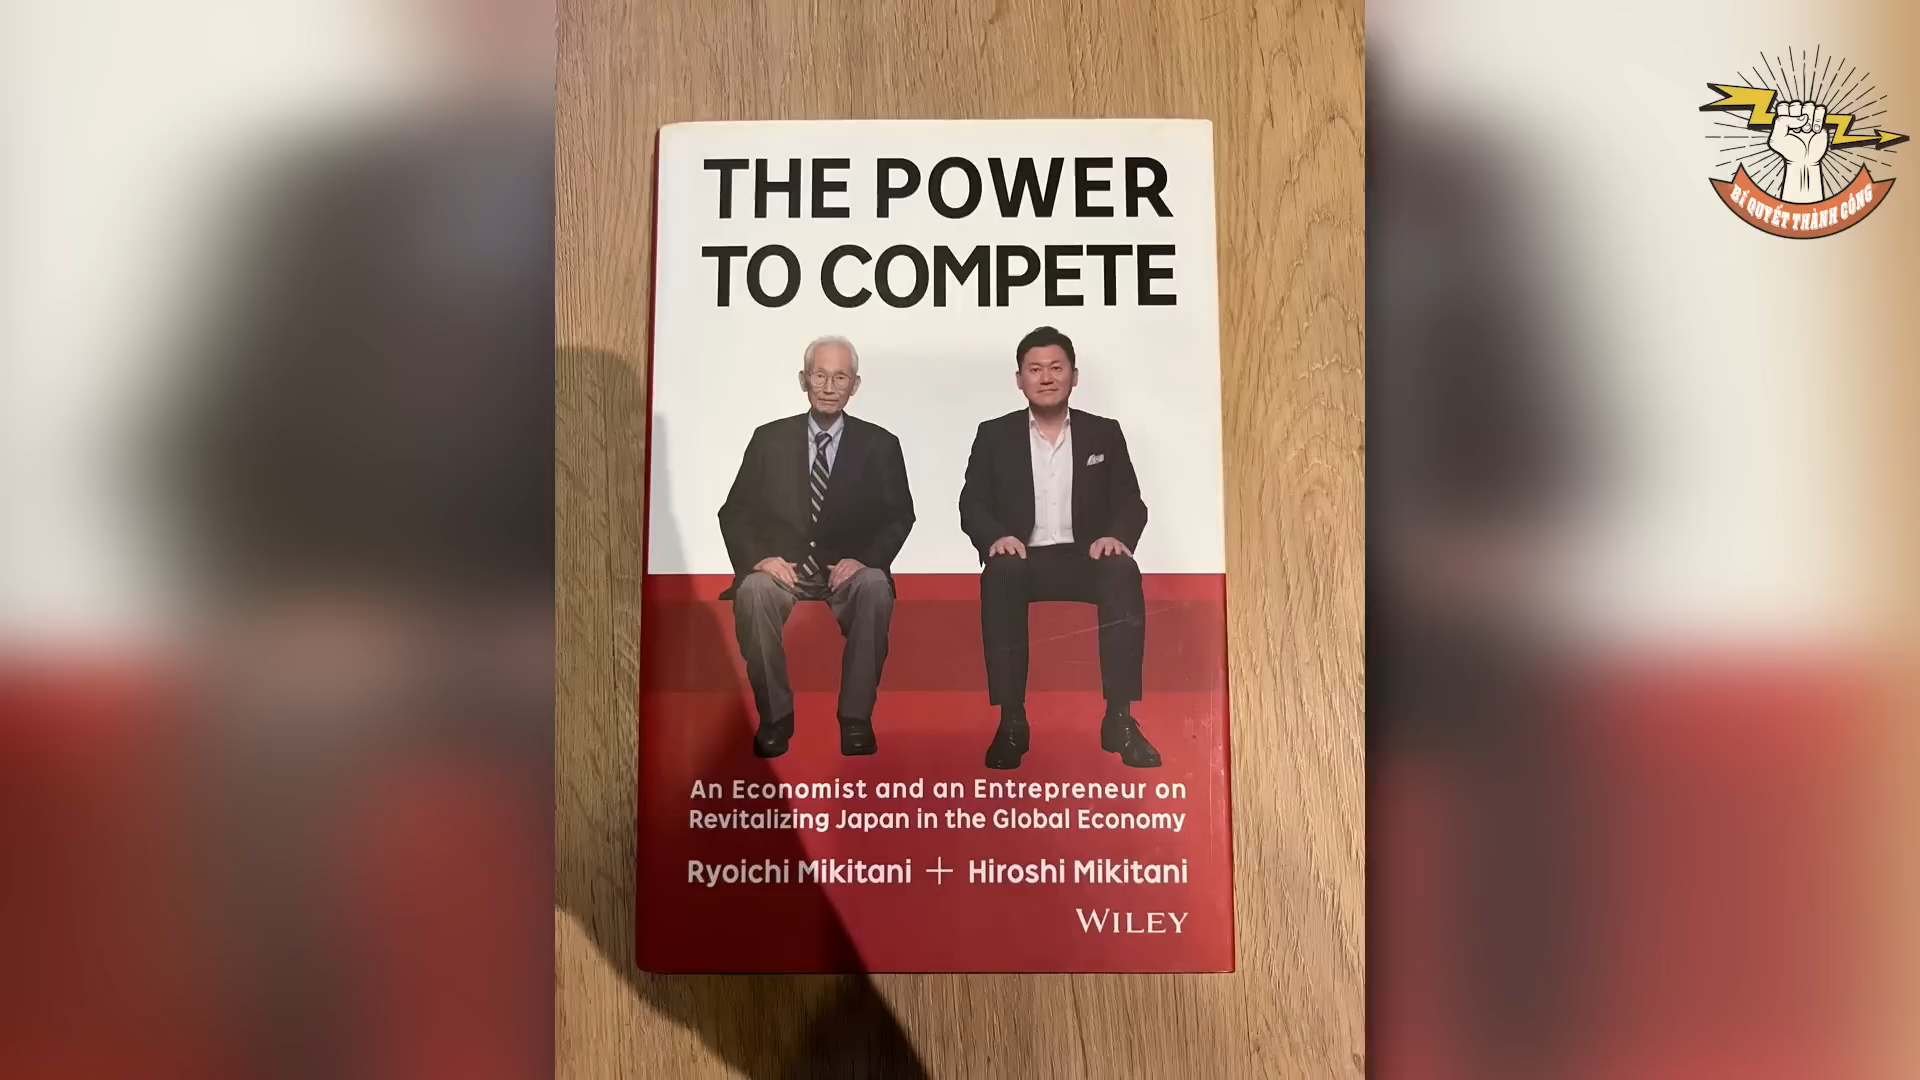 THE POWER
TO COMPETE
An Economist and an Entrepreneur on
Revitalizing Japan in the Global Economy
Ryoichi Mikitani + Hiroshi Mikitani
WILEY
BÍ QUYẾT THÀNH CÔNG